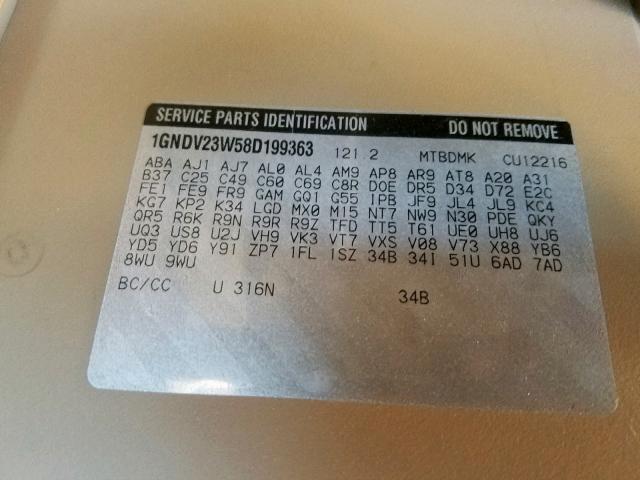 SERVICE PARTS IDENTIFICATION DO NOT REMOVE
1GNDV23W58D199363 121.2 MTBDMK CU12216
ABA AJ1 AJ7 AL0 AL4 AM9 AP8 AR9 AT8 A20 A31
B37 C25 C49 C60 C69 C8R DOE DR5 D34 D72 E2C
FE1 FE9 FR9 GAM GQ1 G55 IPB JF9 JL4 JL9 KC4
KG7 KP2 K34 LGD MX0 M15 NT7 NW9 N30 PDE QKY
QR5 R6K R9N R9R R9Z TFD TT5 T61 UE0 UH8 UJ6
UQ3 US8 U2J VH9 VK3 VT7 VXS V08 V73 X88 YB6
YD5 YD6 Y91 ZP7 1FL 1SZ 34B 34I 51U 6AD 7AD
8WU 9WU
BC/CC U 316N 34B